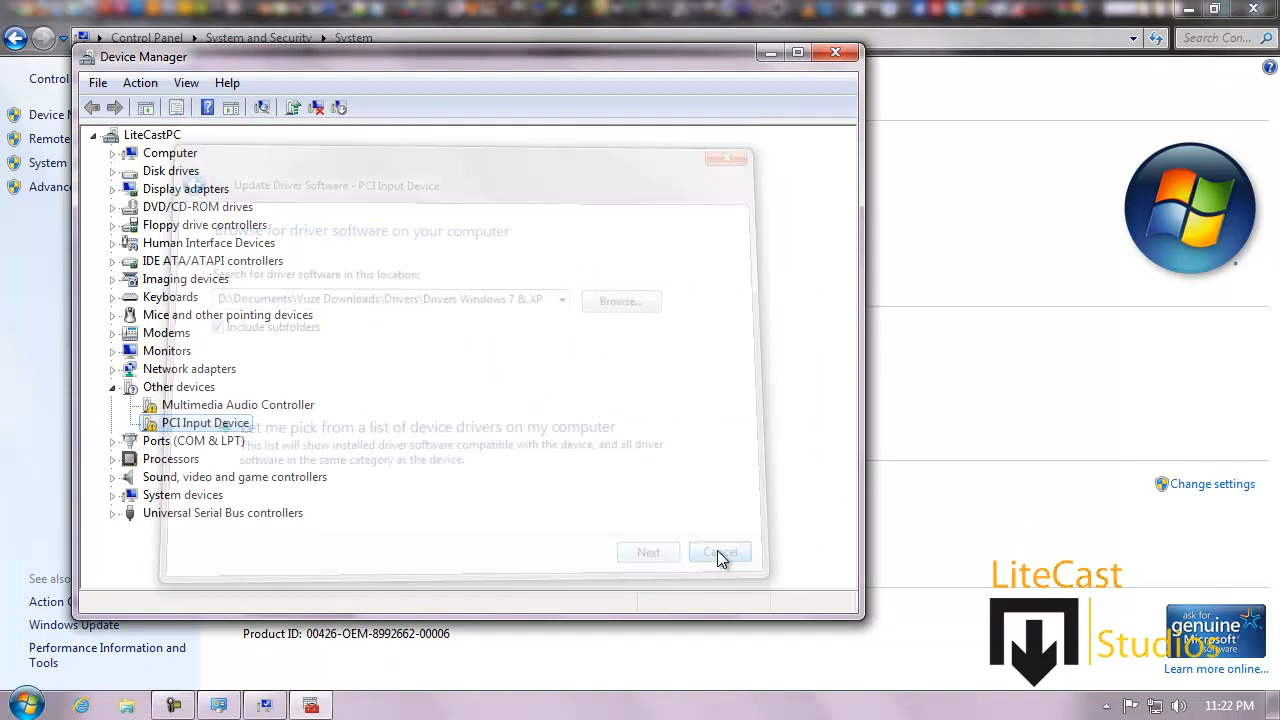 Control Panel
System and Security
System
Search Con...
Device Manager
File Action View Help
Control
Device M
Remote
System
Advanc
LiteCastPC
Computer
Disk drives
Display adapters
DVD/CD-ROM drives
Floppy drive controllers
Human Interface Devices
IDE ATA/ATAPI controllers
Imaging devices
Keyboards
Mice and other pointing devices
Modems
Monitors
Network adapters
Other devices
Multimedia Audio Controller
PCI Input Device
Ports (COM & LPT)
Processors
Sound, video and game controllers
System devices
Universal Serial Bus controllers
Update Driver Software - PCI Input Device
Browse for driver software on your computer
Search for driver software in this location:
D:\Documents\Vuze Downloads\Drivers\Drivers Windows 7 & XP
Browse...
Include subfolders
Let me pick from a list of device drivers on my computer
This list will show installed driver software compatible with the device, and all driver
software in the same category as the device.
Next Cancel
Change settings
See also
Action C
Windows Update
Performance Information and
Tools
Product ID: 00426-OEM-8992662-00006
LiteCast
Studios
ask for
genuine
Microsoft
Learn more online...
11:22 PM